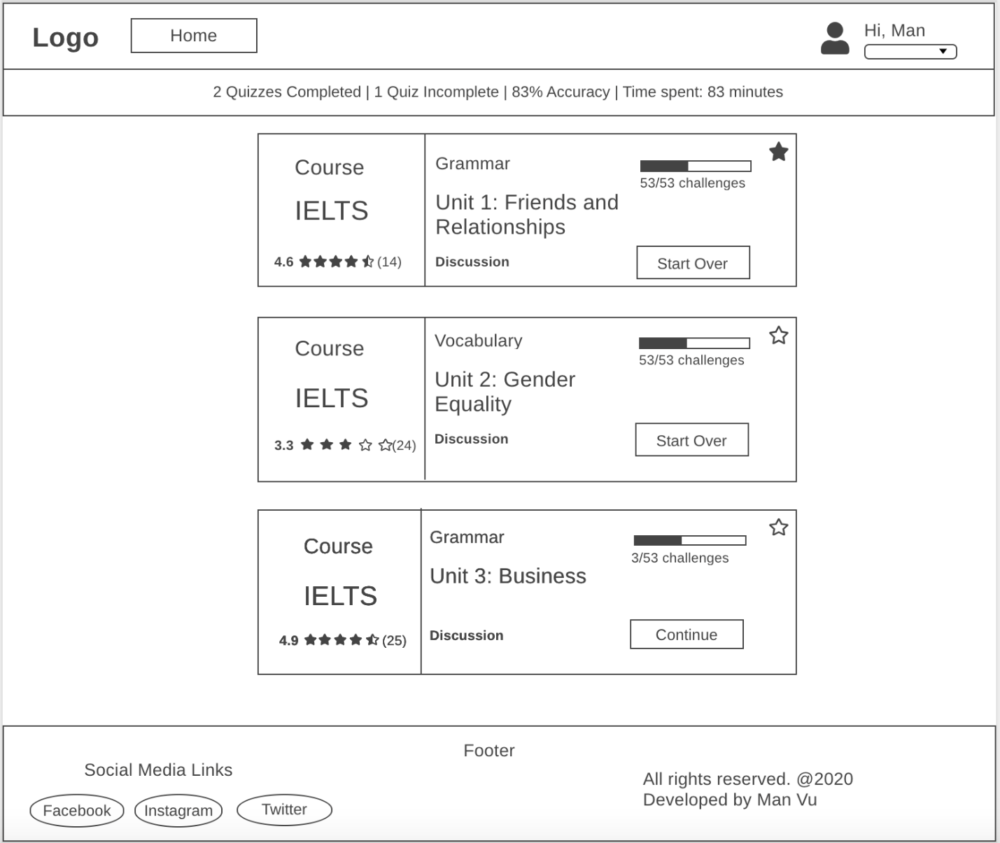 Logo
Home
Hi, Man
2 Quizzes Completed | 1 Quiz Incomplete | 83% Accuracy | Time spent: 83 minutes
Course
IELTS
4.6 (14)
Grammar
53/53 challenges
Unit 1: Friends and
Relationships
Discussion
Start Over
Course
IELTS
3.3 (24)
Vocabulary
53/53 challenges
Unit 2: Gender
Equality
Discussion
Start Over
Course
IELTS
4.9 (25)
Grammar
3/53 challenges
Unit 3: Business
Discussion
Continue
Footer
Social Media Links
Facebook
Instagram
Twitter
All rights reserved. @2020
Developed by Man Vu